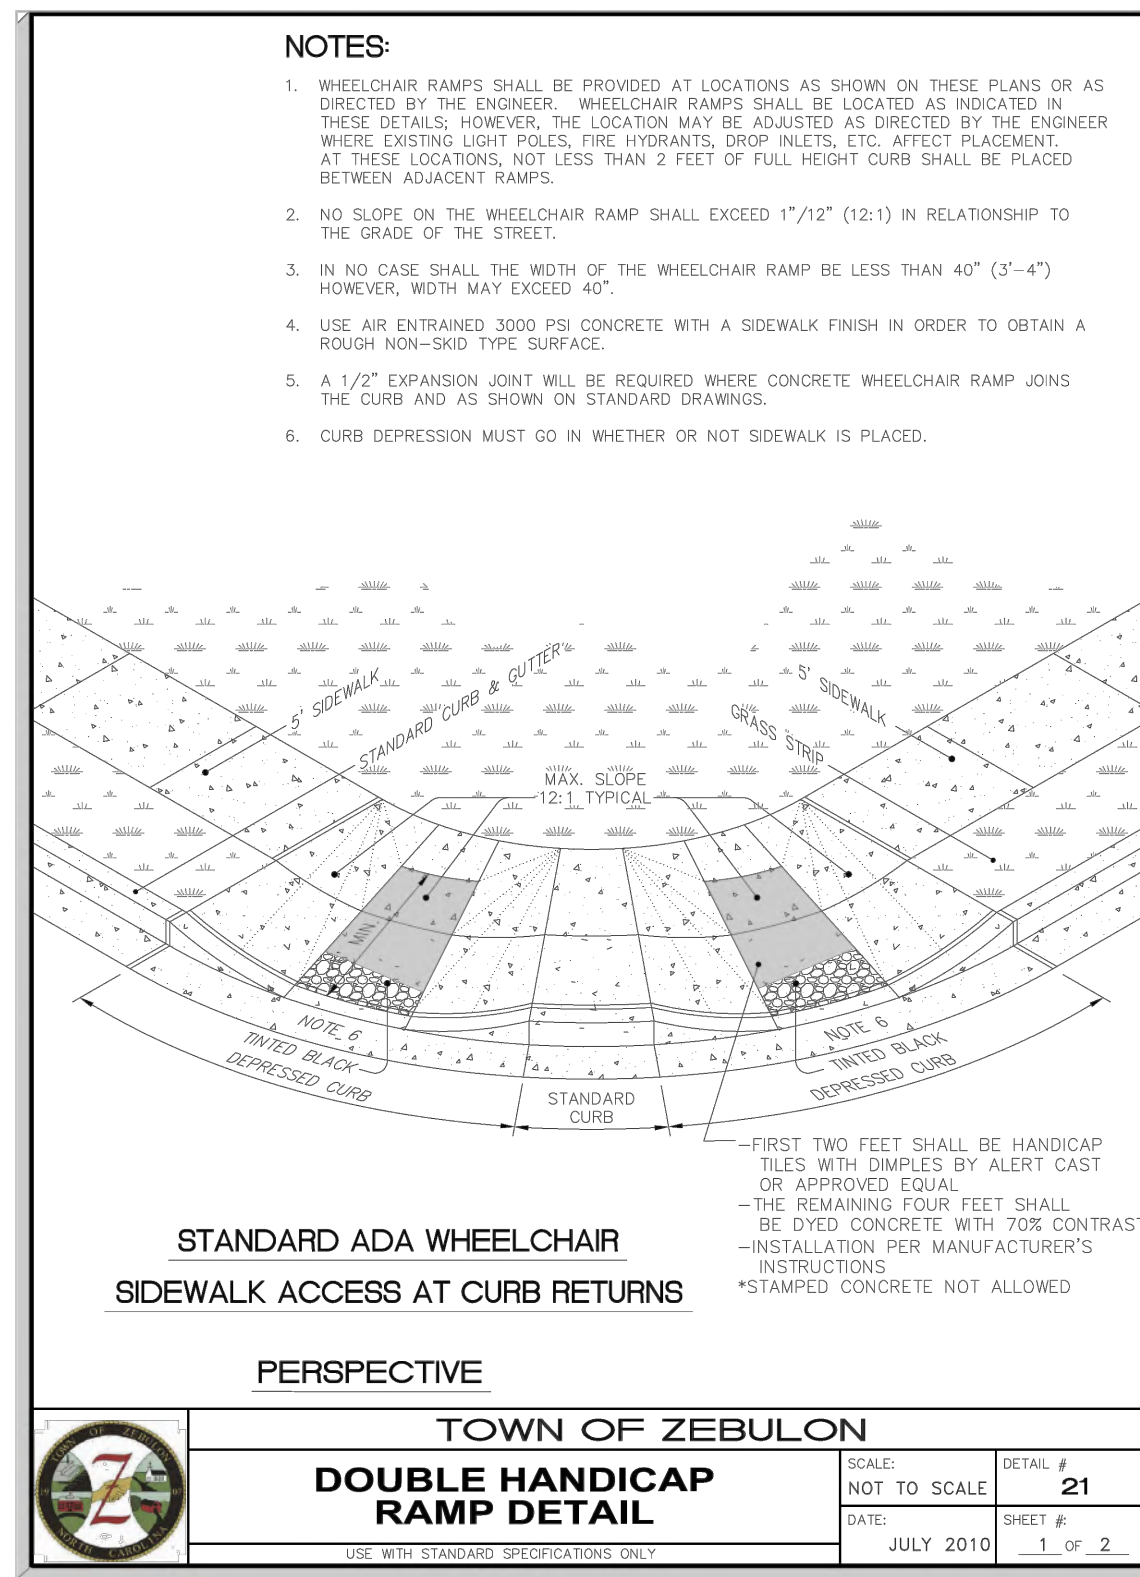 NOTES:
1. WHEELCHAIR RAMPS SHALL BE PROVIDED AT LOCATIONS AS SHOWN ON THESE PLANS OR AS
DIRECTED BY THE ENGINEER. WHEELCHAIR RAMPS SHALL BE LOCATED AS INDICATED IN
THESE DETAILS; HOWEVER, THE LOCATION MAY BE ADJUSTED AS DIRECTED BY THE ENGINEER
WHERE EXISTING LIGHT POLES, FIRE HYDRANTS, DROP INLETS, ETC. AFFECT PLACEMENT.
AT THESE LOCATIONS, NOT LESS THAN 2 FEET OF FULL HEIGHT CURB SHALL BE PLACED
BETWEEN ADJACENT RAMPS.
2. NO SLOPE ON THE WHEELCHAIR RAMP SHALL EXCEED 1"/12" (12:1) IN RELATIONSHIP TO
THE GRADE OF THE STREET.
3. IN NO CASE SHALL THE WIDTH OF THE WHEELCHAIR RAMP BE LESS THAN 40" (3'-4")
HOWEVER, WIDTH MAY EXCEED 40".
4. USE AIR ENTRAINED 3000 PSI CONCRETE WITH A SIDEWALK FINISH IN ORDER TO OBTAIN A
ROUGH NON-SKID TYPE SURFACE.
5. A 1/2" EXPANSION JOINT WILL BE REQUIRED WHERE CONCRETE WHEELCHAIR RAMP JOINS
THE CURB AND AS SHOWN ON STANDARD DRAWINGS.
6. CURB DEPRESSION MUST GO IN WHETHER OR NOT SIDEWALK IS PLACED.
5' SIDEWALK
STANDARD CURB & GUTTER
5' SIDEWALK
GRASS STRIP
MAX. SLOPE
12:1 TYPICAL
MIN.
NOTE 6
TINTED BLACK
DEPRESSED CURB
NOTE 6
TINTED BLACK
DEPRESSED CURB
STANDARD
CURB
-FIRST TWO FEET SHALL BE HANDICAP
TILES WITH DIMPLES BY ALERT CAST
OR APPROVED EQUAL
-THE REMAINING FOUR FEET SHALL
BE DYED CONCRETE WITH 70% CONTRAST
-INSTALLATION PER MANUFACTURER'S
INSTRUCTIONS
*STAMPED CONCRETE NOT ALLOWED
STANDARD ADA WHEELCHAIR
SIDEWALK ACCESS AT CURB RETURNS
PERSPECTIVE
TOWN OF ZEBULON
Z
19 07
NORTH CAROLINA
TOWN OF ZEBULON
DOUBLE HANDICAP
RAMP DETAIL
USE WITH STANDARD SPECIFICATIONS ONLY
SCALE:
NOT TO SCALE
DETAIL #
21
DATE:
JULY 2010
SHEET #:
1 OF 2